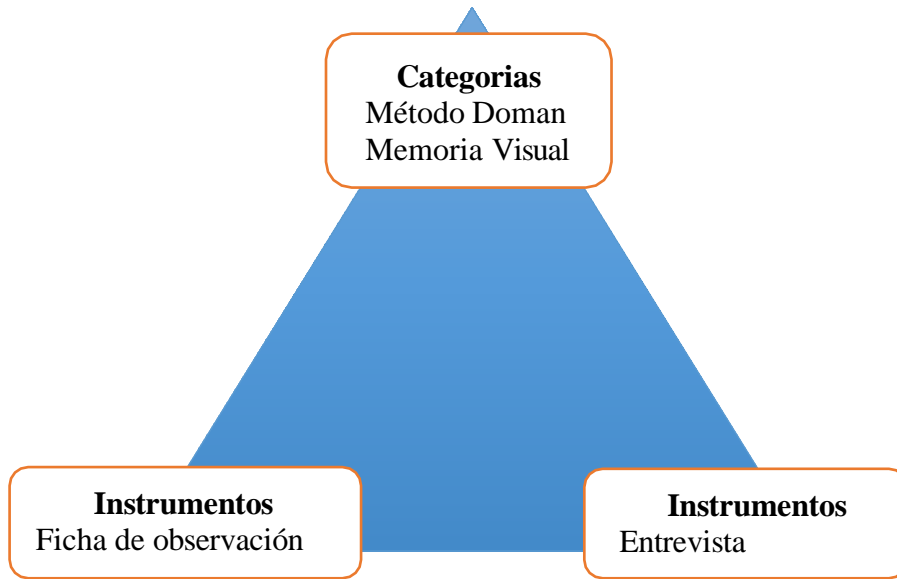 Categorias
Método Doman
Memoria Visual
Instrumentos
Ficha de observación
Instrumentos
Entrevista